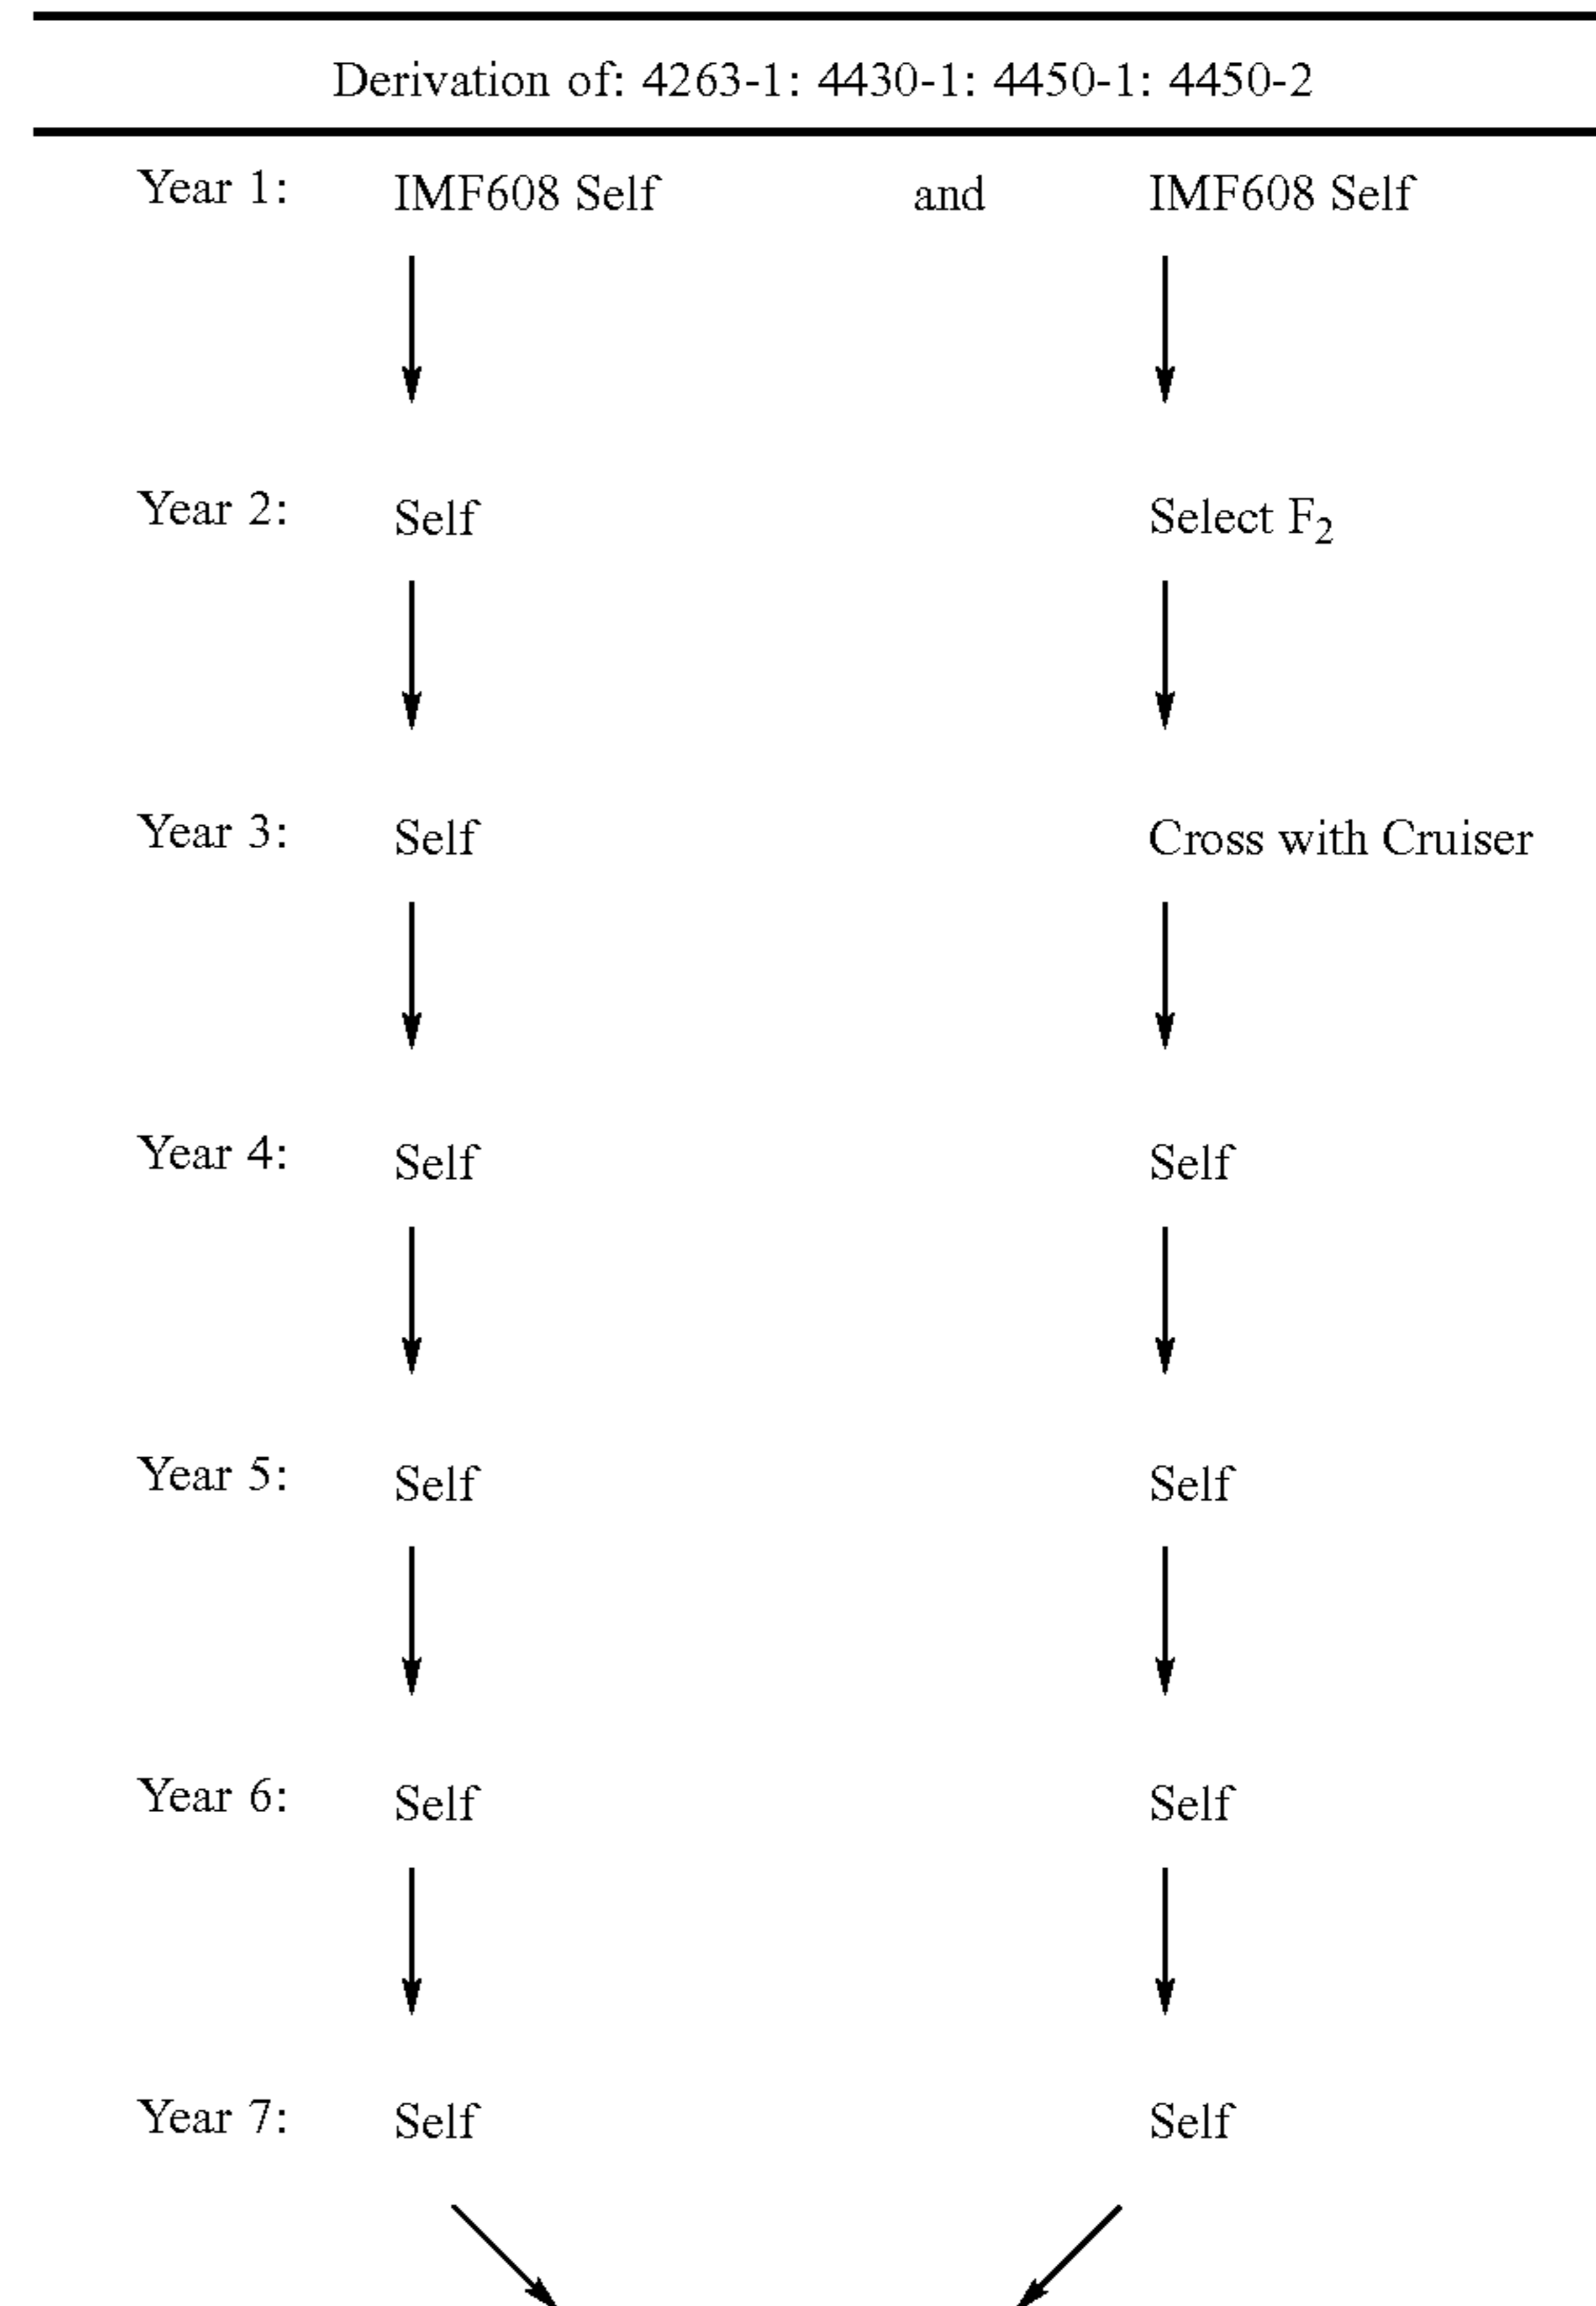 Derivation of: 4263-1: 4430-1: 4450-1: 4450-2
Year 1: IMF608 Self and IMF608 Self
Year 2: Self Select F₂
Year 3: Self Cross with Cruiser
Year 4: Self Self
Year 5: Self Self
Year 6: Self Self
Year 7: Self Self